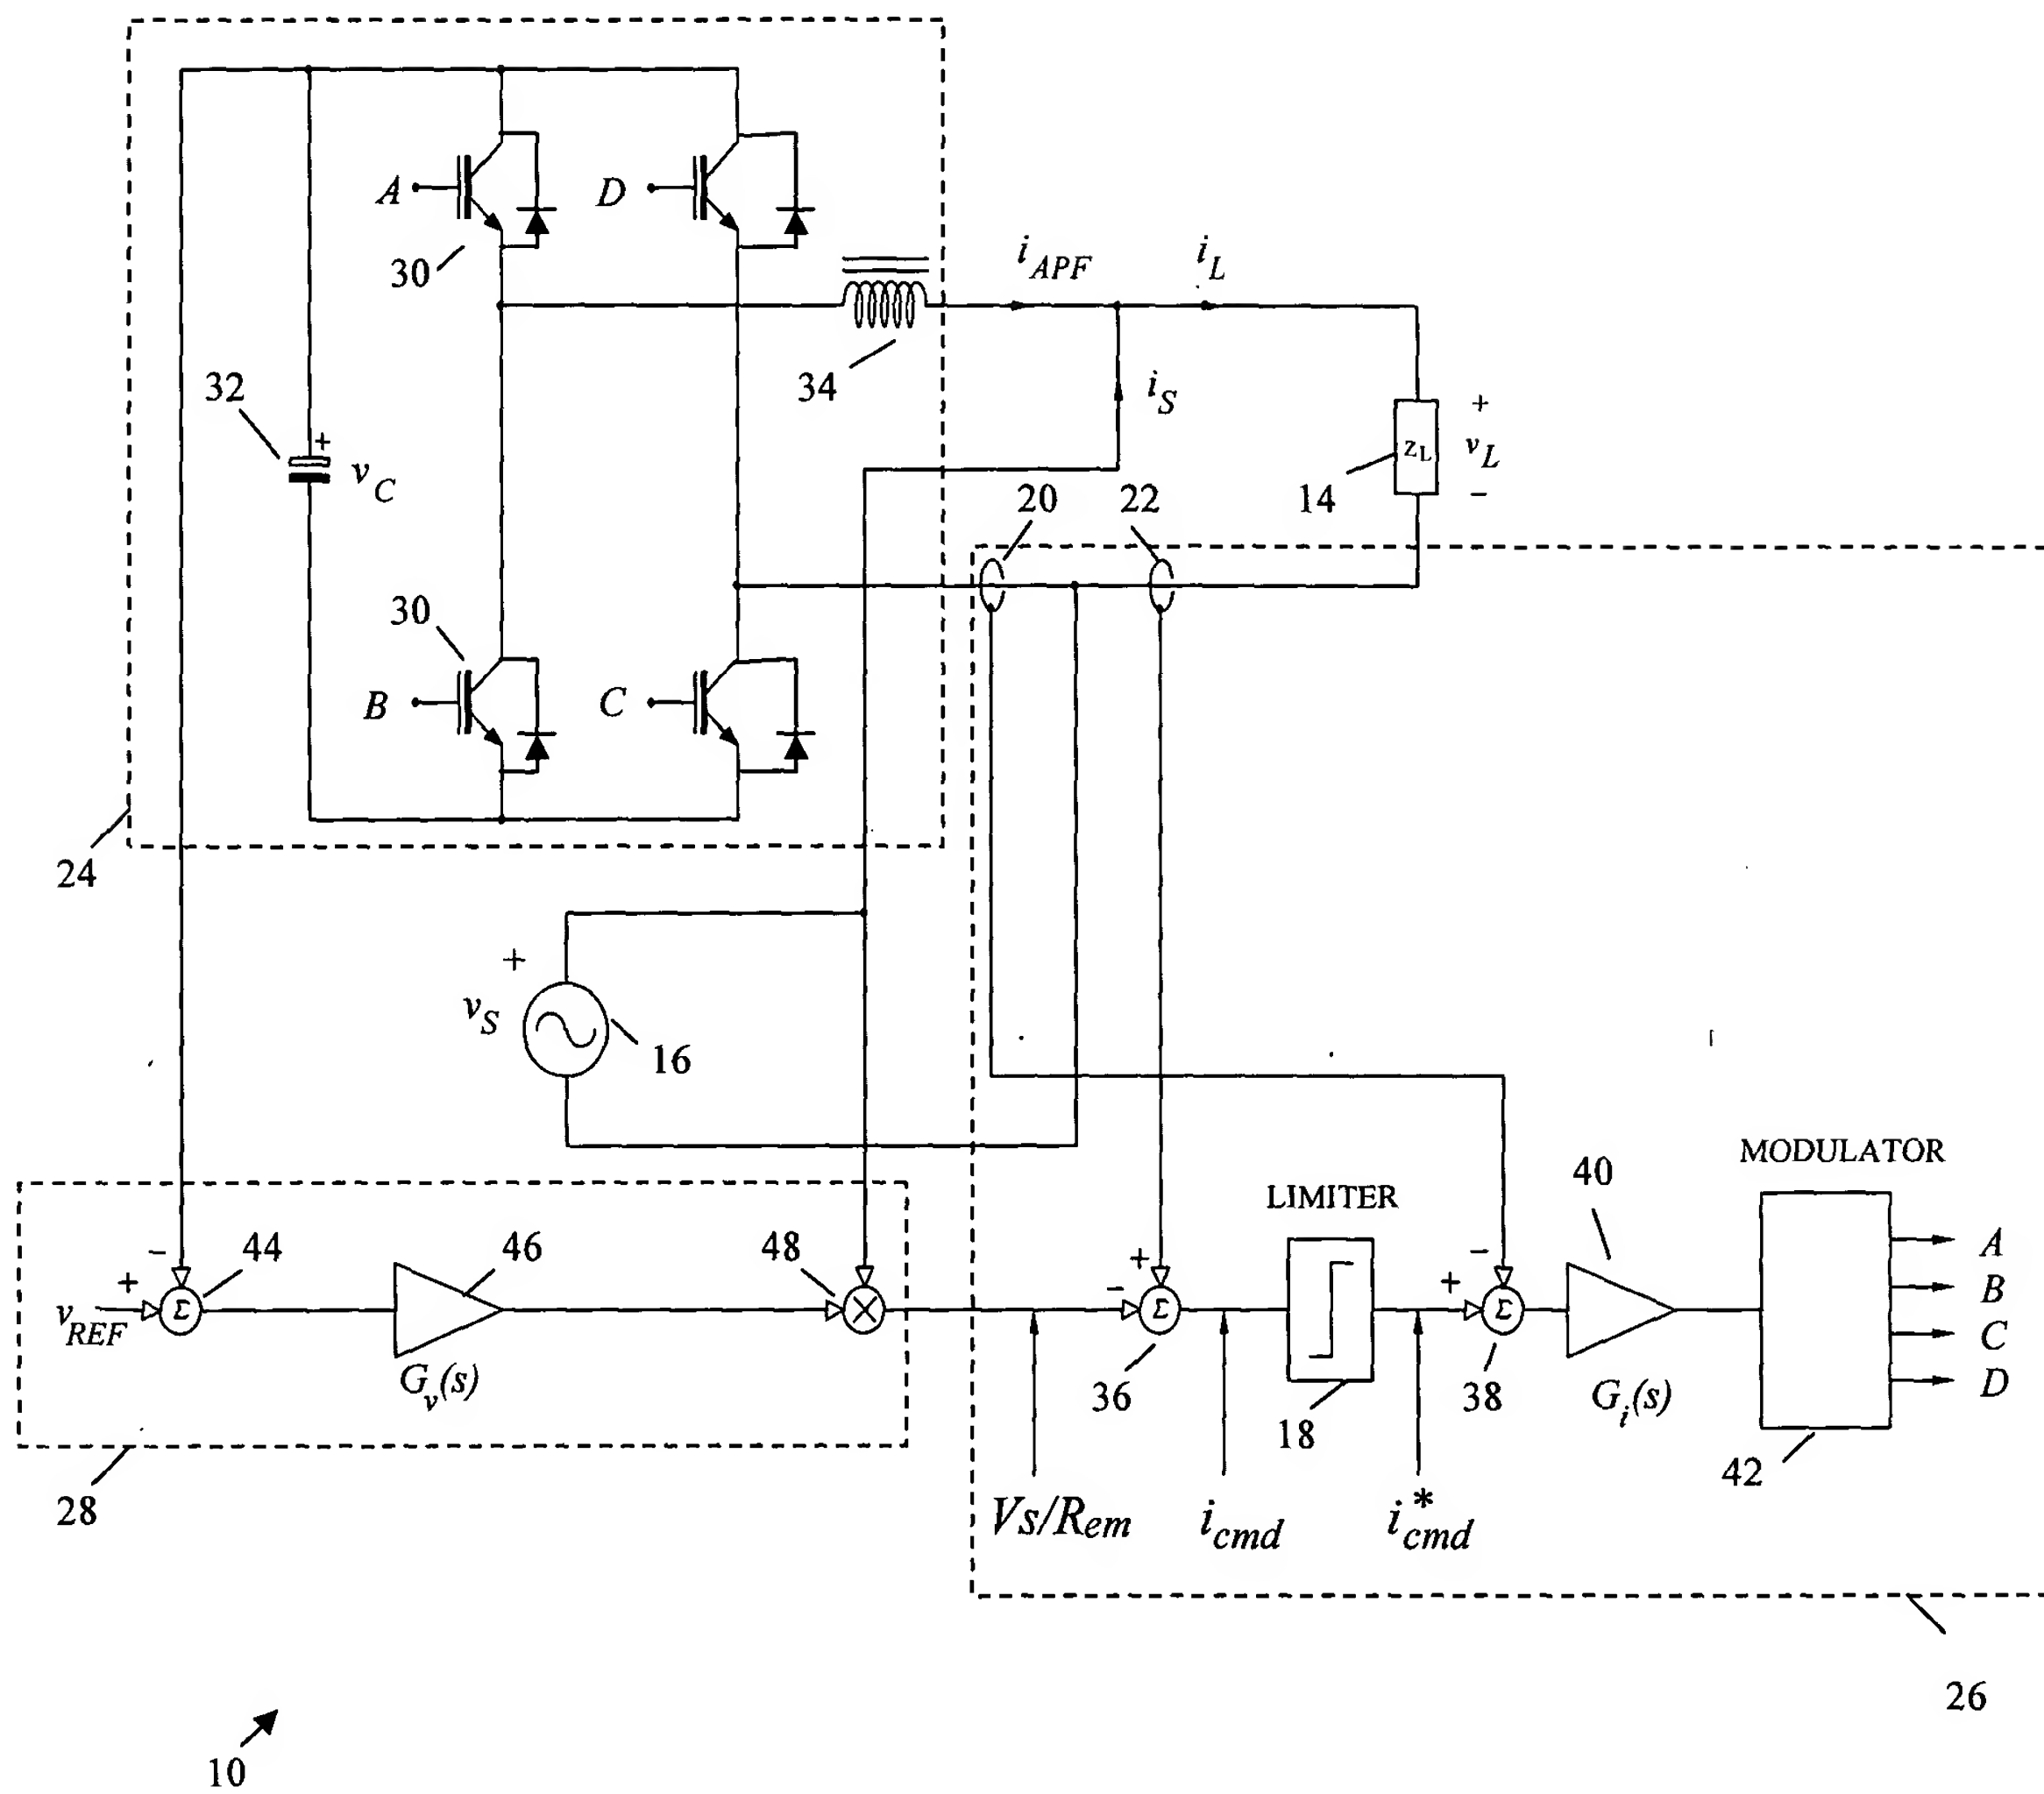 A
D
30
i_APF
i_L
34
32
+
v_C
i_S
+
z_L
v_L
14
−
20
22
30
B
C
24
+
v_S
16
MODULATOR
40
LIMITER
A
B
C
D
−
44
46
48
+
−
+
v_REF
Σ
×
−
Σ
+
Σ
G_v(s)
36
18
38
G_i(s)
42
28
Vs/R_em
i_cmd
i*_cmd
26
10